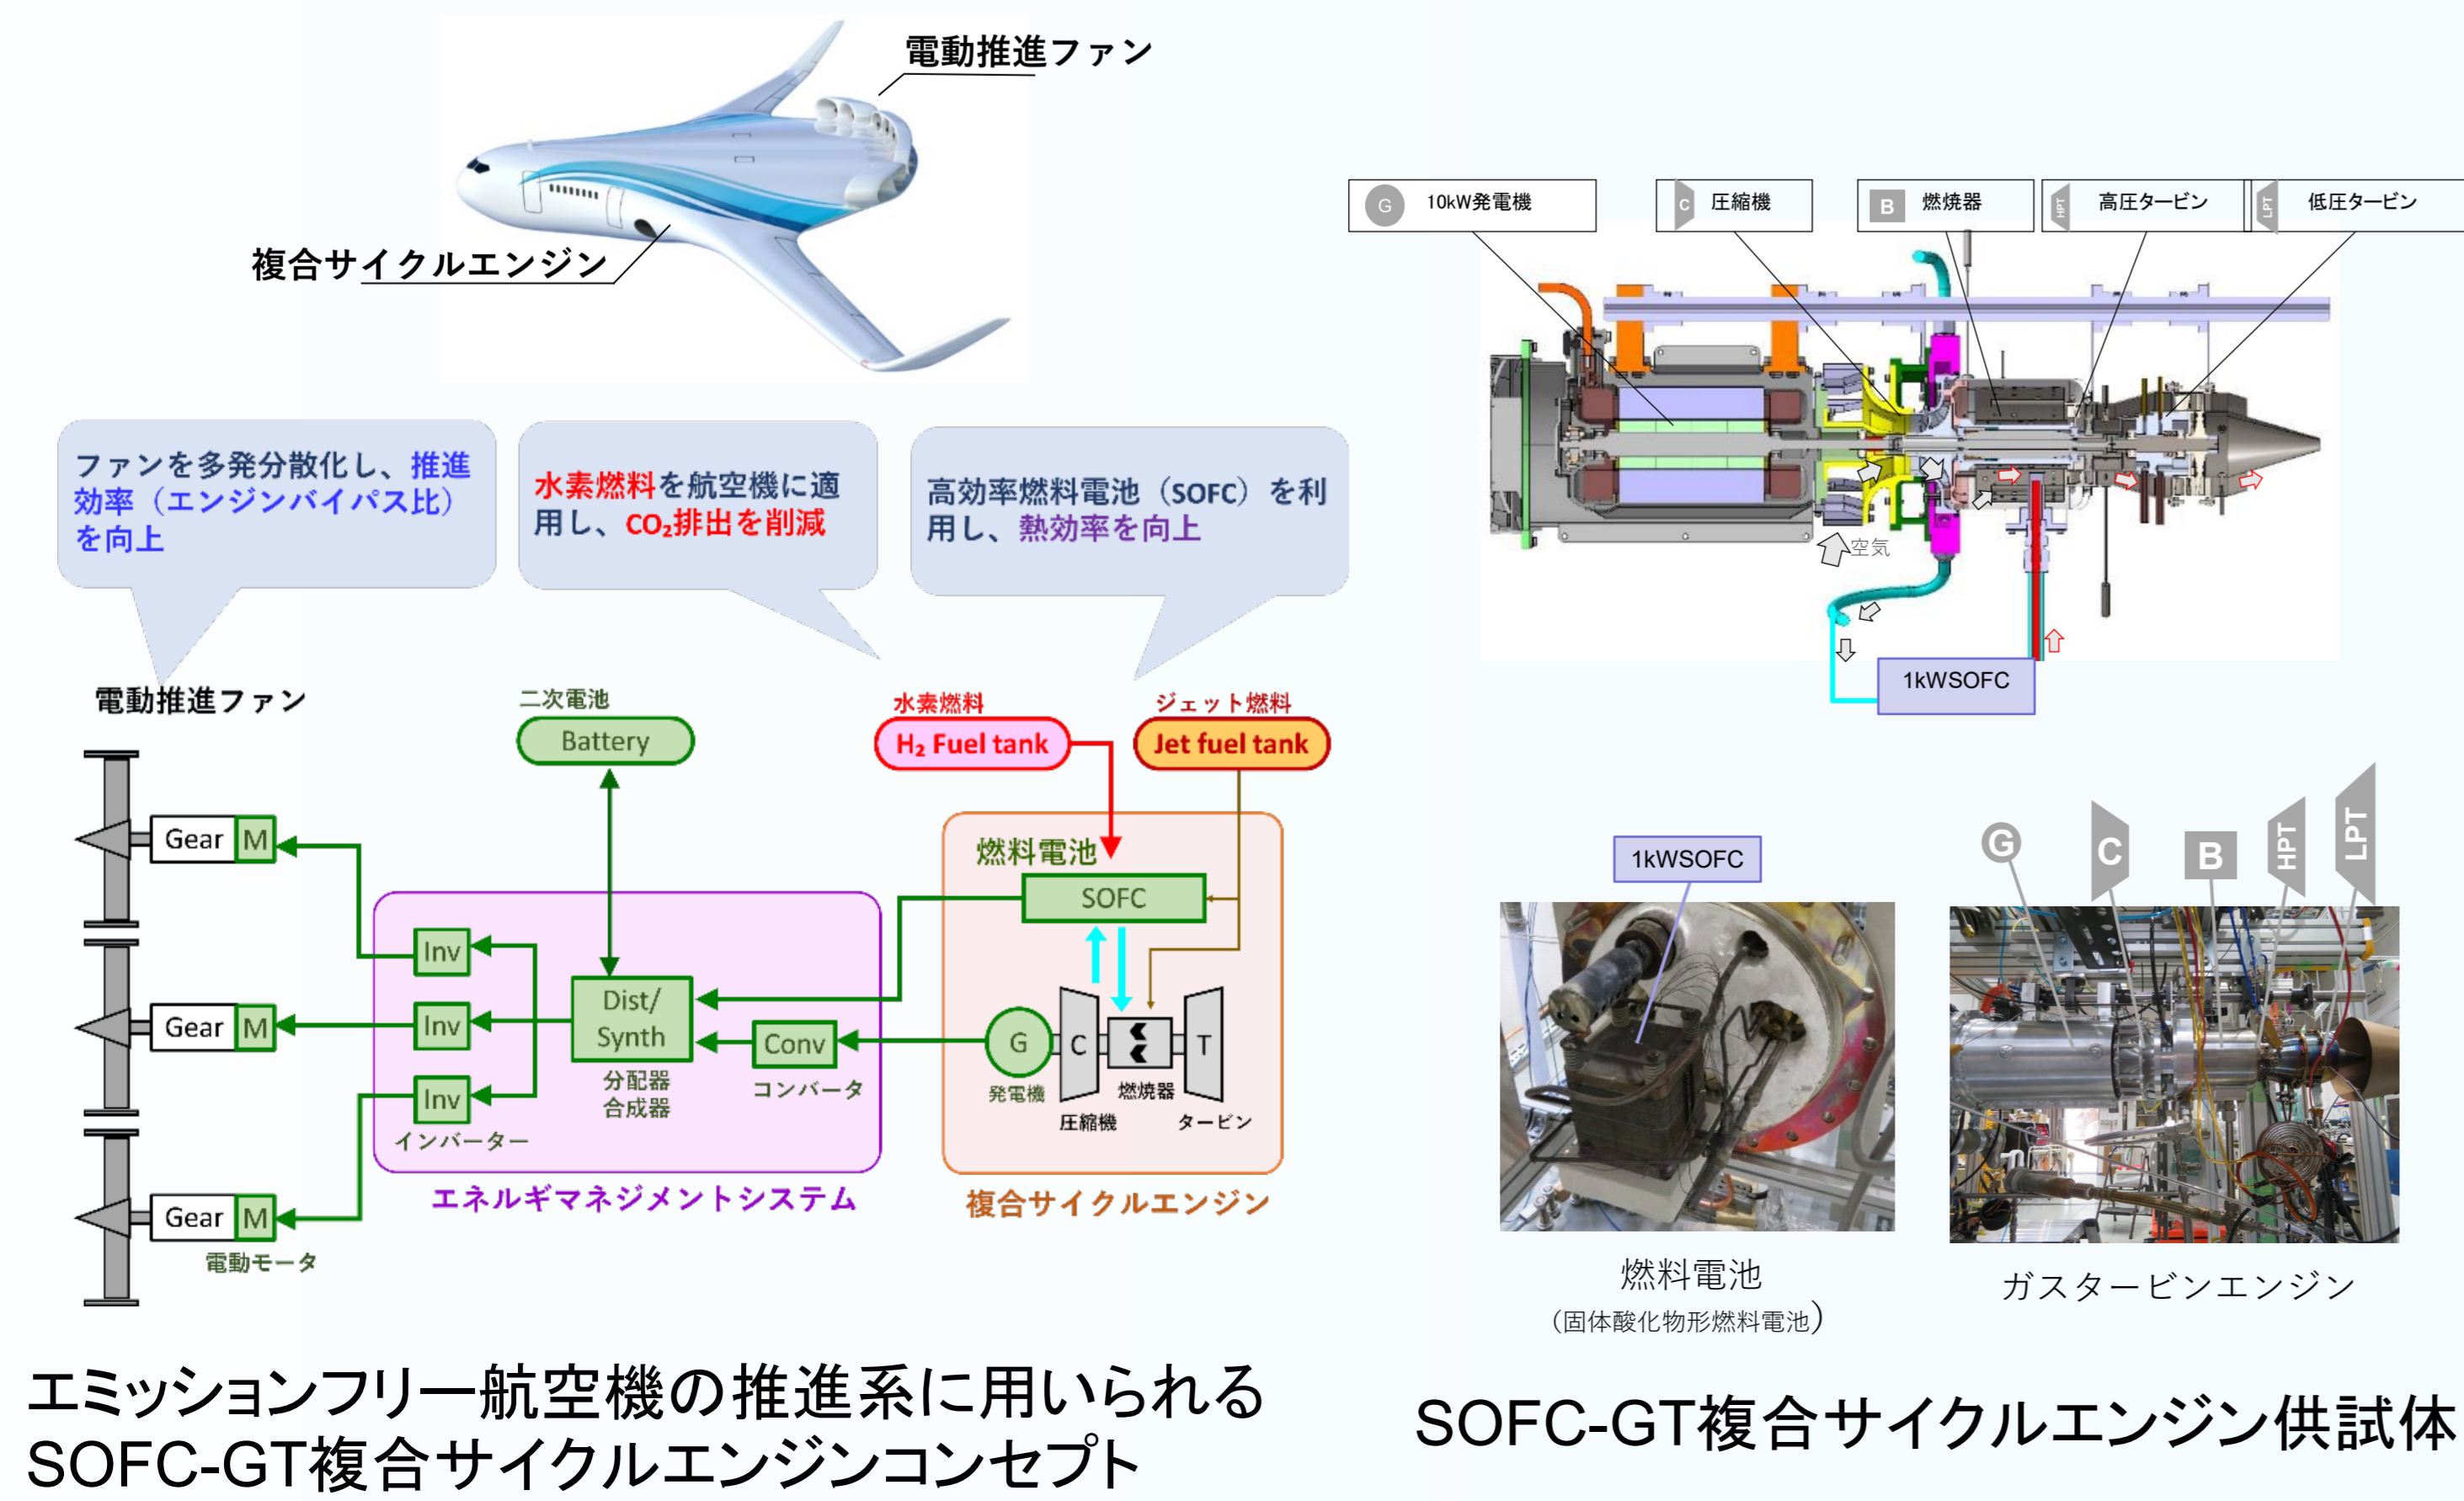 電動推進ファン
複合サイクルエンジン
ファンを多発分散化し、推進
効率（エンジンバイパス比）
を向上
水素燃料を航空機に適
用し、CO₂排出を削減
高効率燃料電池（SOFC）を利
用し、熱効率を向上
電動推進ファン
二次電池
Battery
水素燃料
H₂ Fuel tank
ジェット燃料
Jet fuel tank
Gear M
Gear M
Gear M
電動モータ
Inv
Inv
Inv
インバーター
Dist/
Synth
分配器
合成器
Conv
コンバータ
エネルギマネジメントシステム
燃料電池
SOFC
G
C
T
発電機
圧縮機
燃焼器
タービン
複合サイクルエンジン
エミッションフリー航空機の推進系に用いられる
SOFC-GT複合サイクルエンジンコンセプト
G 10kW発電機
C 圧縮機
B 燃焼器
HPT 高圧タービン
LPT 低圧タービン
空気
1kWSOFC
1kWSOFC
G
C
B
HPT
LPT
燃料電池
（固体酸化物形燃料電池）
ガスタービンエンジン
SOFC-GT複合サイクルエンジン供試体